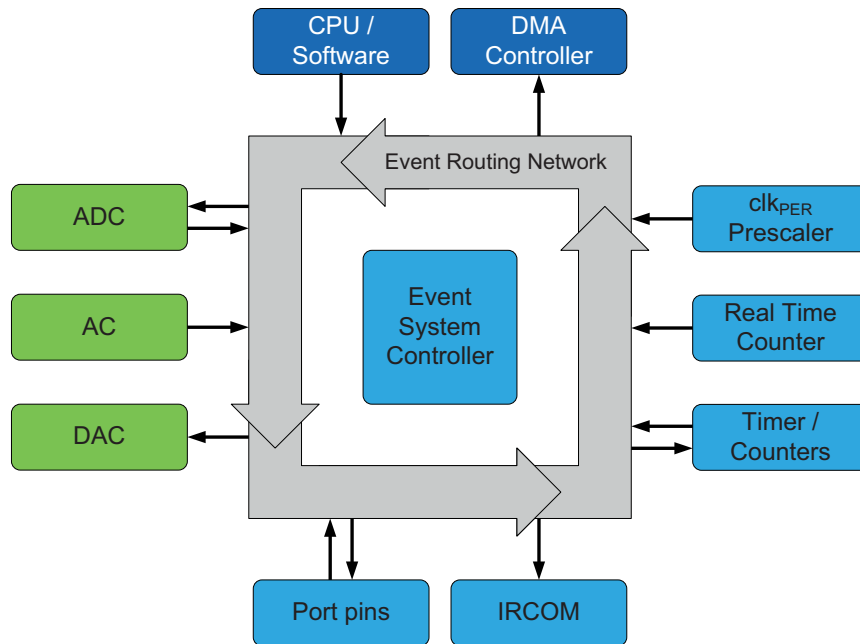 CPU /
Software
DMA
Controller
Event Routing Network
ADC
clkPER
Prescaler
Event
System
Controller
AC
Real Time
Counter
DAC
Timer /
Counters
Port pins
IRCOM